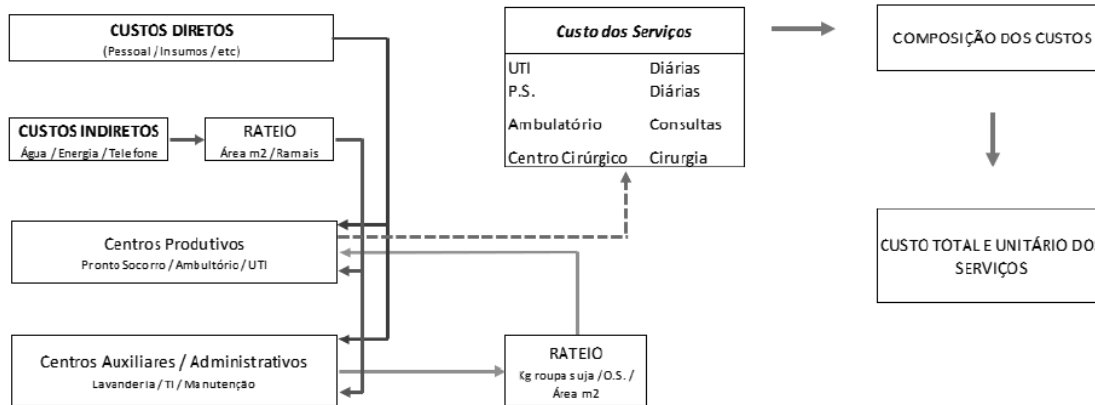 CUSTOS DIRETOS
(Pessoal / Insumos / etc)
CUSTOS INDIRETOS
Água / Energia / Telefone
RATEIO
Área m2 / Ramais
Centros Produtivos
Pronto Socorro / Ambultório / UTI
Centros Auxiliares / Administrativos
Lavanderia / TI / Manutenção
RATEIO
Kg roupa suja / O.S. /
Área m2
Custo dos Serviços
UTI Diárias
P.S. Diárias
Ambulatório Consultas
Centro Cirúrgico Cirurgia
COMPOSIÇÃO DOS CUSTOS
CUSTO TOTAL E UNITÁRIO DOS
SERVIÇOS